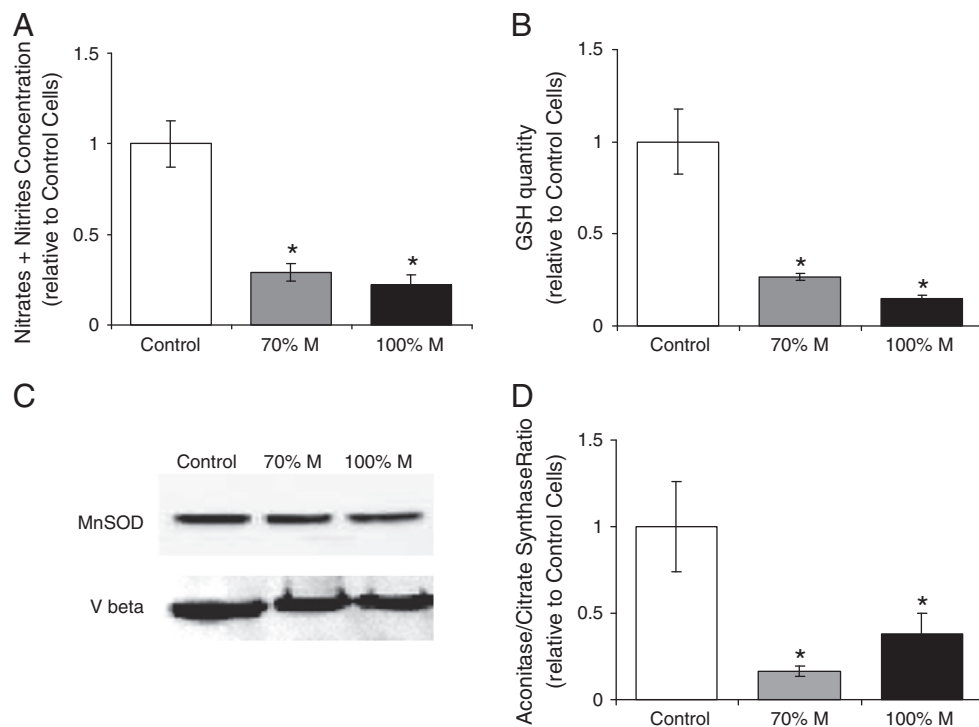 A
Nitrates + Nitrites Concentration
(relative to Control Cells)
1.5
1
0.5
0
*
*
Control
70% M
100% M
B
GSH quantity
(relative to Control Cells)
1.5
1
0.5
0
*
*
Control
70% M
100% M
C
Control
70% M
100% M
MnSOD
V beta
D
Aconitase/Citrate SynthaseRatio
(relative to Control Cells)
1.5
1
0.5
0
*
*
Control
70% M
100% M